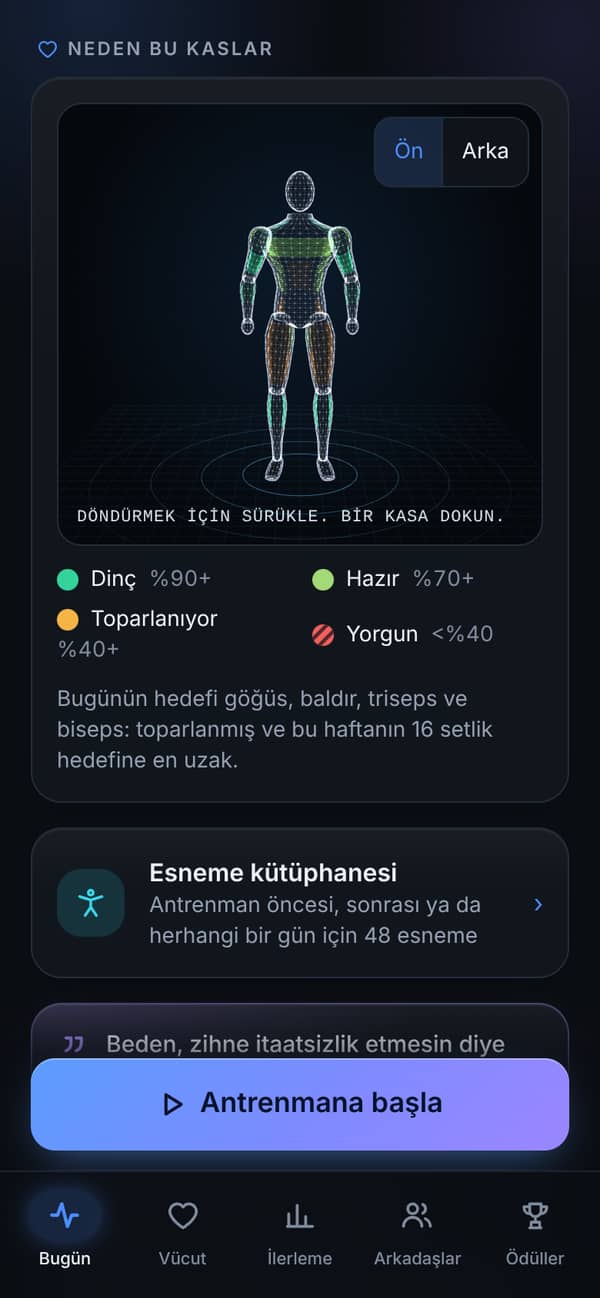 NEDEN BU KASLAR
Ön Arka
DÖNDÜRMEK İÇİN SÜRÜKLE. BİR KASA DOKUN.
Dinç %90+
Hazır %70+
Toparlanıyor
%40+
Yorgun <%40
Bugünün hedefi göğüs, baldır, triseps ve
biseps: toparlanmış ve bu haftanın 16 setlik
hedefine en uzak.
Esneme kütüphanesi
Antrenman öncesi, sonrası ya da
herhangi bir gün için 48 esneme
Beden, zihne itaatsizlik etmesin diye
Antrenmana başla
Bugün Vücut İlerleme Arkadaşlar Ödüller